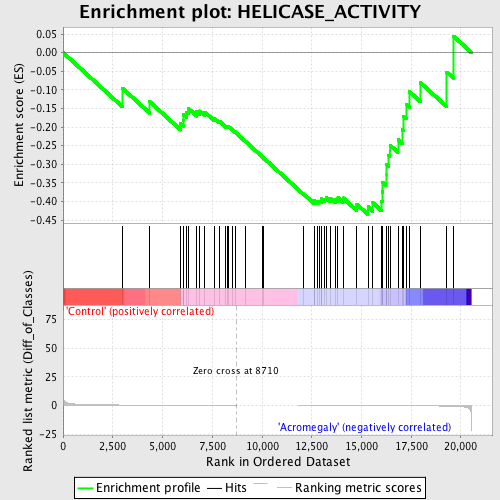 Enrichment plot: HELICASE_ACTIVITY
Enrichment score (ES)
0.05
0.00
-0.05
-0.10
-0.15
-0.20
-0.25
-0.30
-0.35
-0.40
-0.45
'Control' (positively correlated)
Ranked list metric (Diff_of_Classes)
75
50
25
0
-25
Zero cross at 8710
'Acromegaly' (negatively correlated)
0
2,500
5,000
7,500
10,000
12,500
15,000
17,500
20,000
Rank in Ordered Dataset
Enrichment profile
Hits
Ranking metric scores